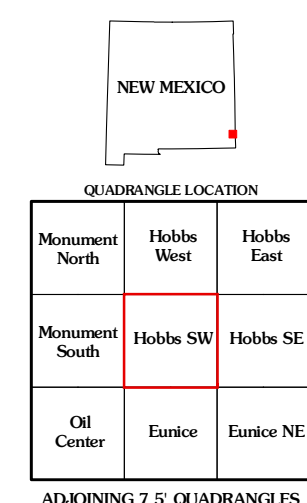 NEW MEXICO
QUADRANGLE LOCATION
Monument
North
Hobbs
West
Hobbs
East
Monument
South
Hobbs SW
Hobbs SE
Oil
Center
Eunice
Eunice NE
ADJOINING 7.5' QUADRANGLES